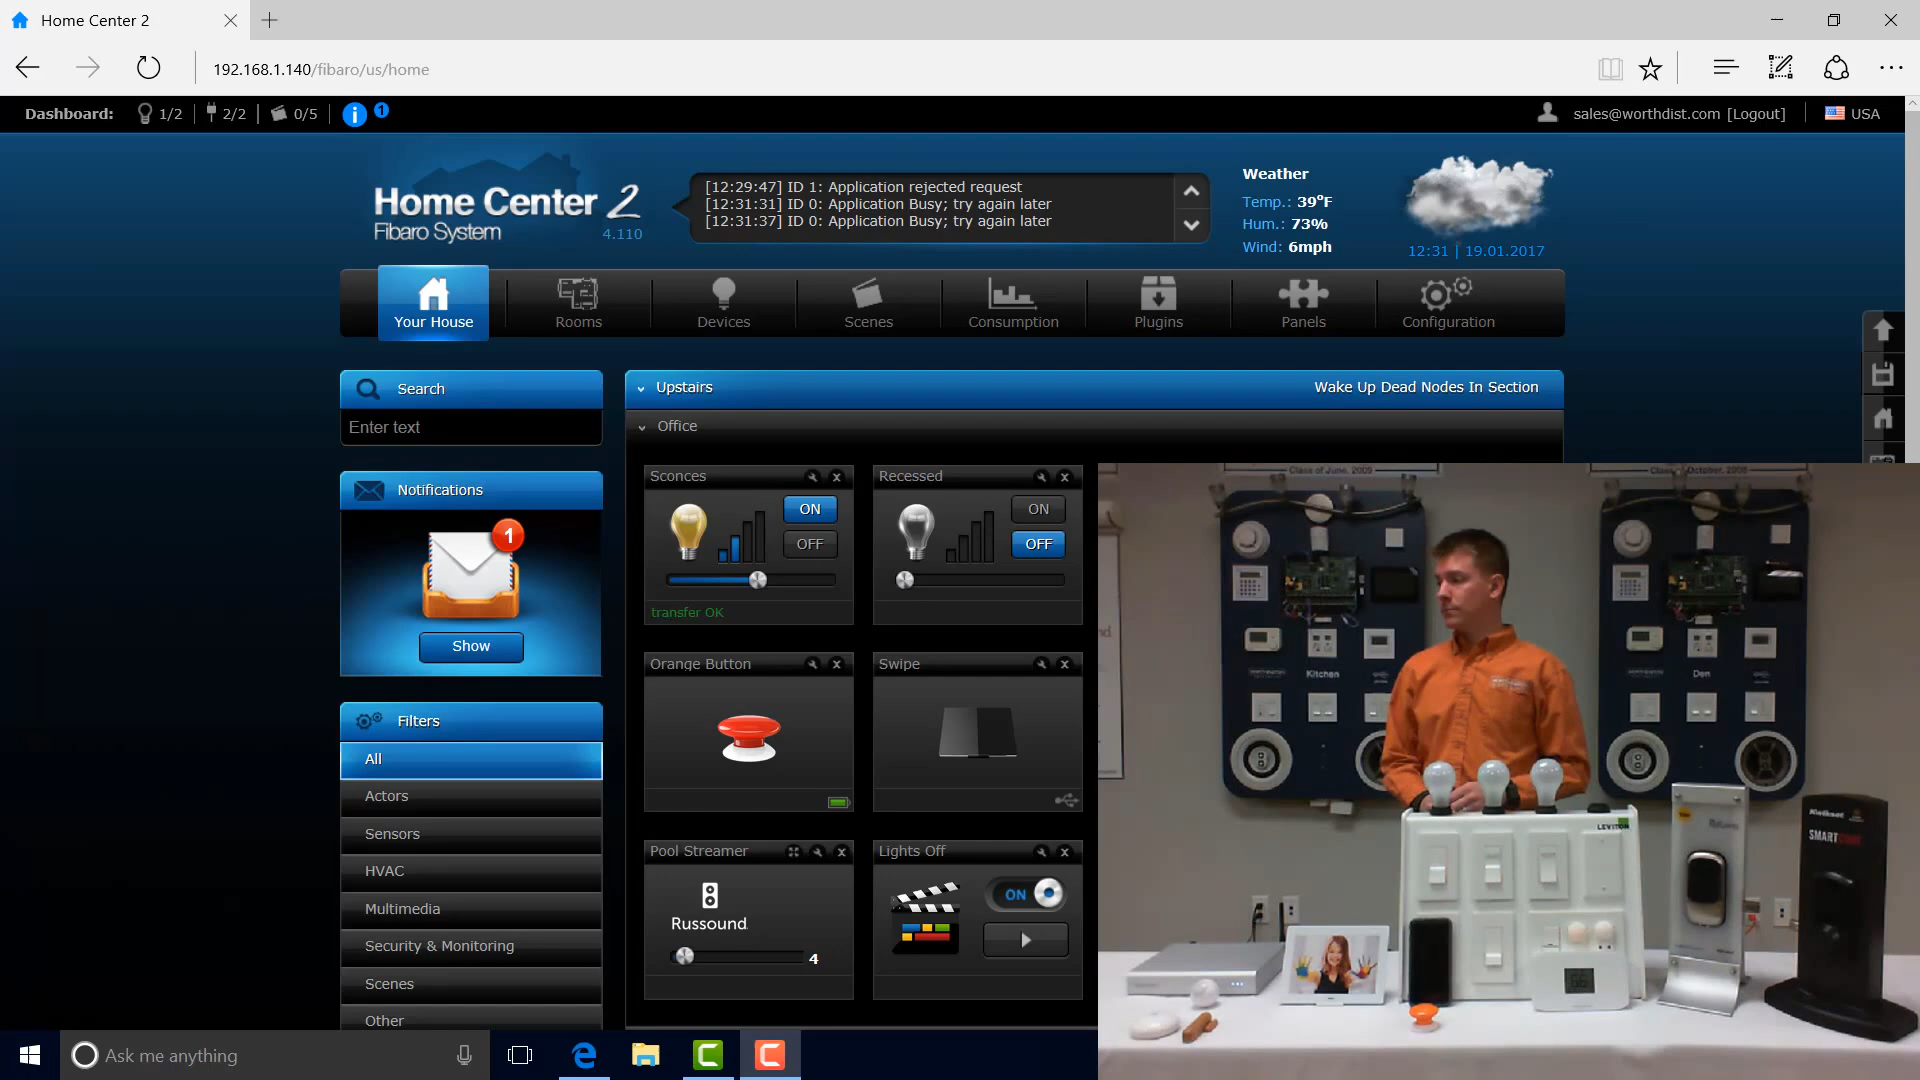 Home Center 2
192.168.1.140/fibaro/us/home
Dashboard: 1/2 2/2 0/5 i 1
sales@worthdist.com [Logout] USA
Home Center 2
Fibaro System
4.110
[12:29:47] ID 1: Application rejected request
[12:31:31] ID 0: Application Busy; try again later
[12:31:37] ID 0: Application Busy; try again later
Weather
Temp.: 39°F
Hum.: 73%
Wind: 6mph
12:31 | 19.01.2017
Your House
Rooms
Devices
Scenes
Consumption
Plugins
Panels
Configuration
Search
Enter text
Notifications
1
Show
Filters
All
Actors
Sensors
HVAC
Multimedia
Security & Monitoring
Scenes
Other
Upstairs
Wake Up Dead Nodes In Section
Office
Sconces
ON
OFF
transfer OK
Recessed
ON
OFF
Orange Button
Swipe
Pool Streamer
Russound
4
Lights Off
ON
Class of June, 2009
Kitchen
Den
LEVITON
Kwikset
SMART
Ask me anything